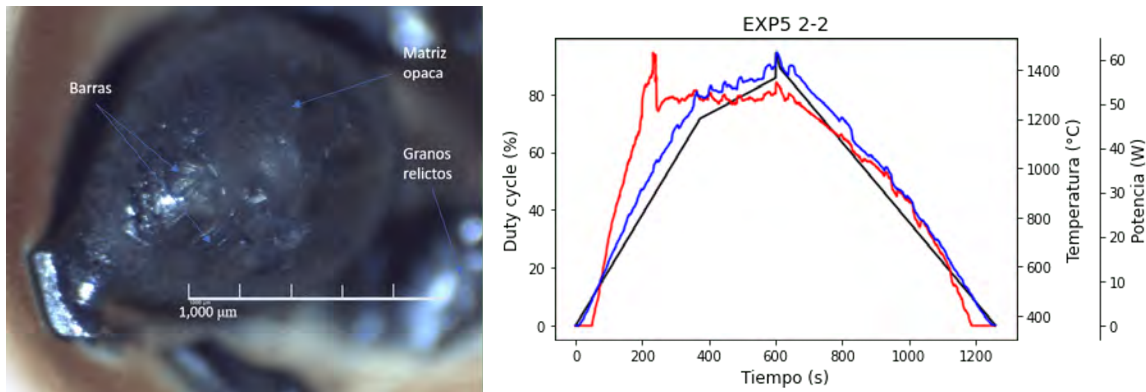 Matriz
opaca
Barras
Granos
relictos
1,000 µm
EXP5 2-2
Duty cycle (%)
0
20
40
60
80
0
200
400
600
800
1000
1200
Tiempo (s)
400
600
800
1000
1200
1400
Temperatura (°C)
0
10
20
30
40
50
60
Potencia (W)